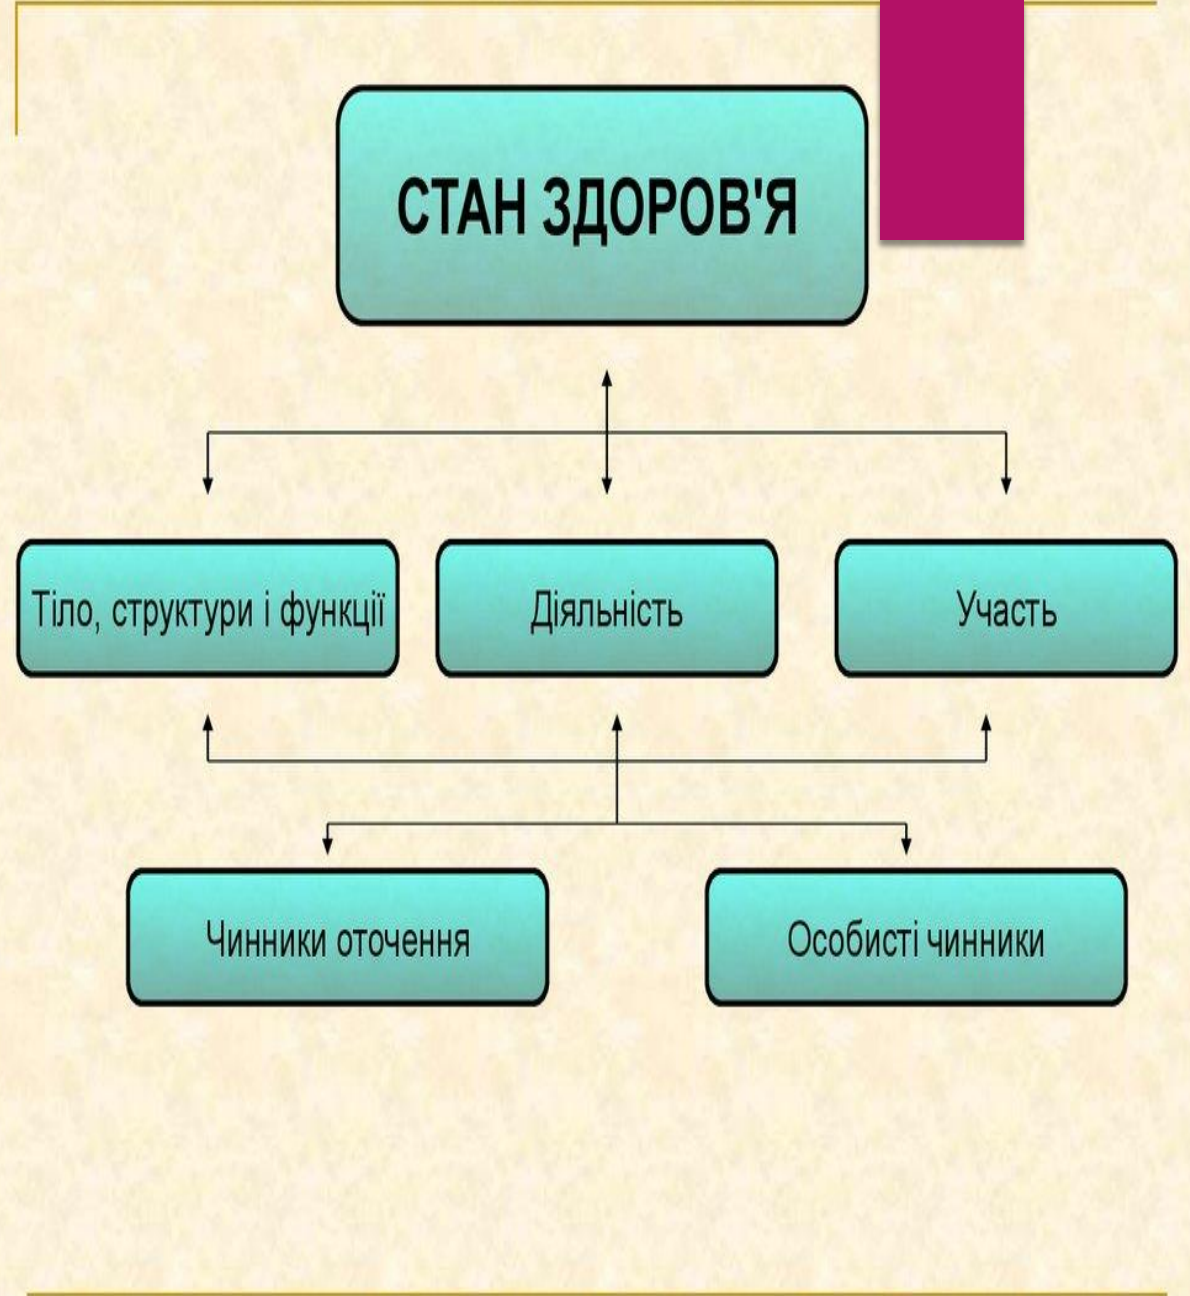 СТАН ЗДОРОВ'Я
Тіло, структури і функції
Діяльність
Участь
Чинники оточення
Особисті чинники